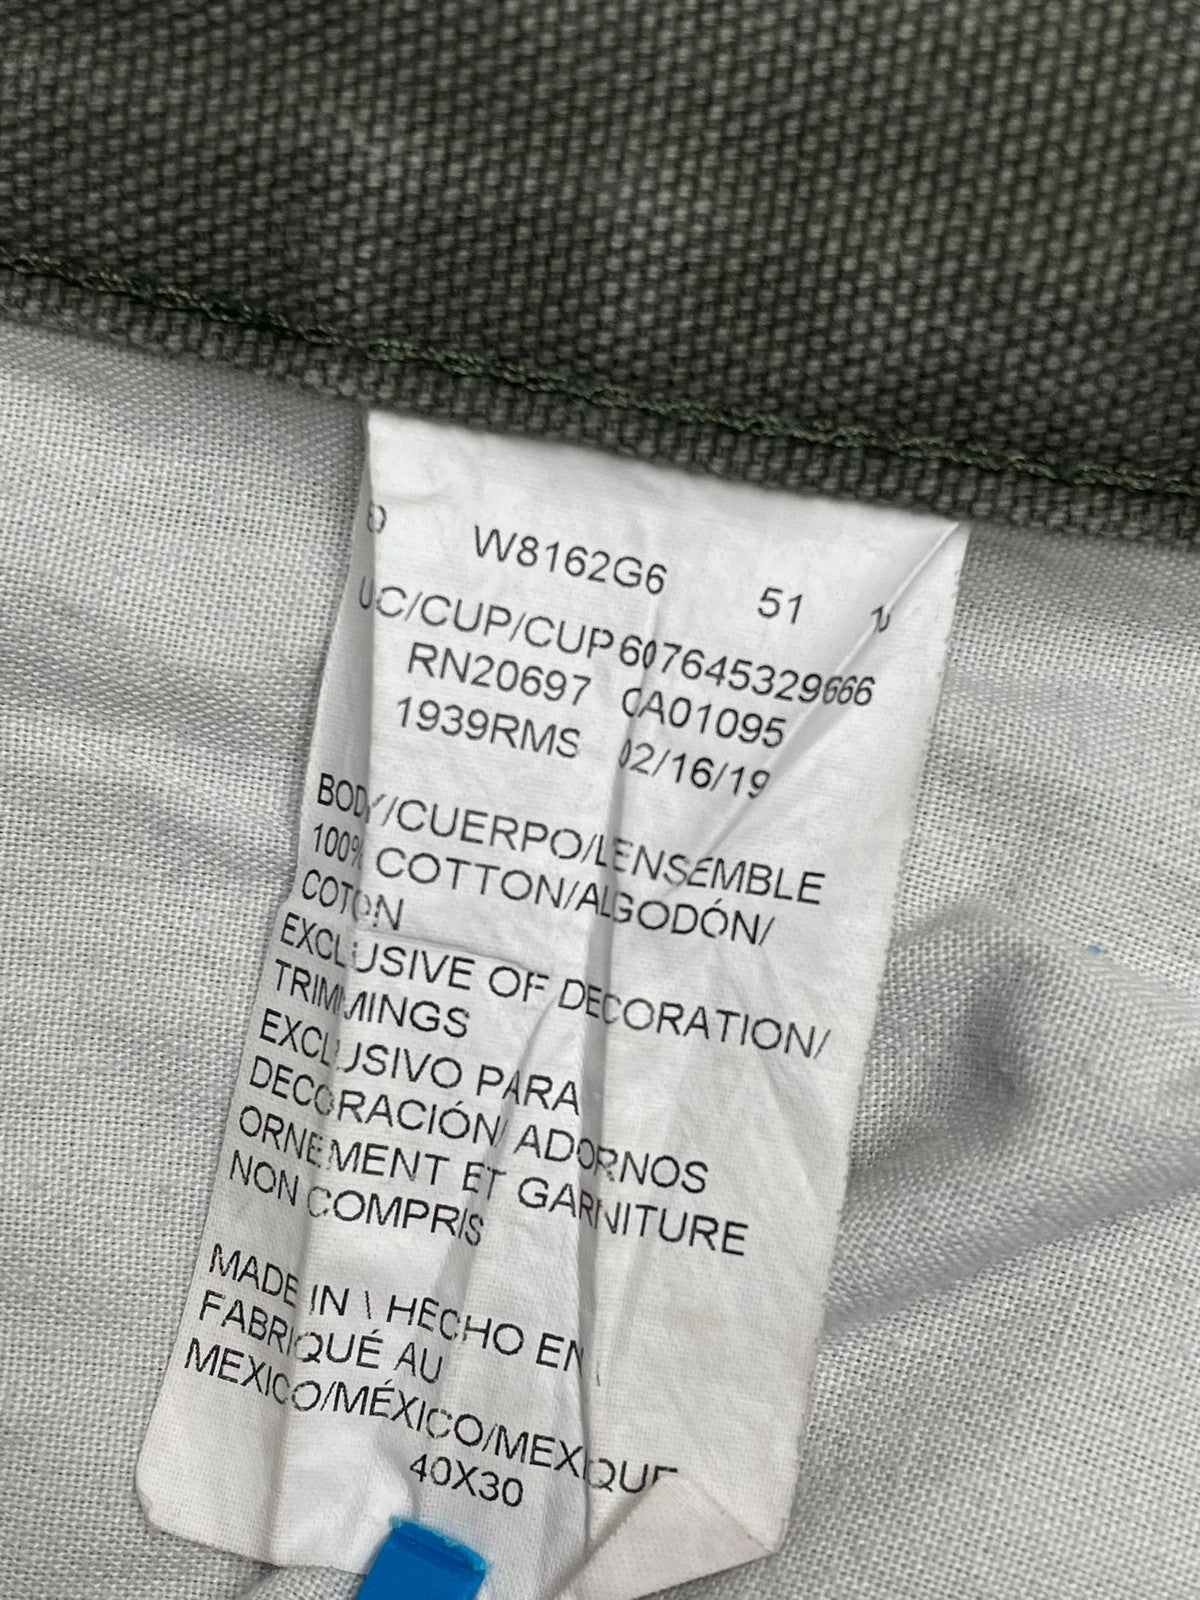 W8162G6 51
UC/CUP/CUP 607645329666
RN20697 CA01095
1939RMS 02/16/19
BODY/CUERPO/LENSEMBLE
100% COTTON/ALGODÓN/
COTON
EXCLUSIVE OF DECORATION/
TRIMMINGS
EXCLUSIVO PARA
DECORACIÓN/ ADORNOS
ORNEMENT ET GARNITURE
NON COMPRIS
MADE IN \ HECHO EN \
FABRIQUÉ AU
MEXICO/MÉXICO/MEXIQUE
40X30